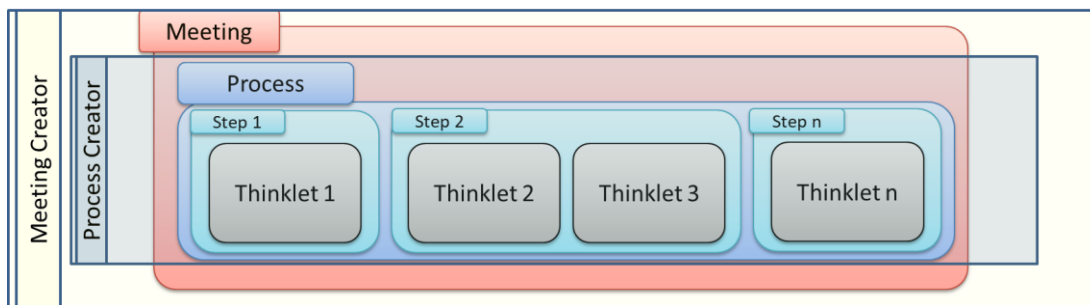 Meeting Creator
Process Creator
Meeting
Process
Step 1
Thinklet 1
Step 2
Thinklet 2
Thinklet 3
Step n
Thinklet n